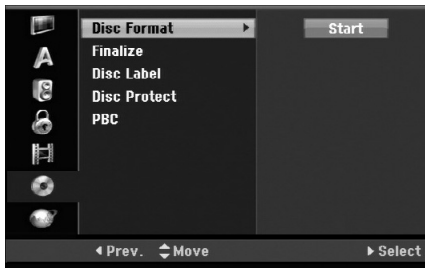 Disc Format Start
Finalize
Disc Label
Disc Protect
PBC
Prev. Move Select